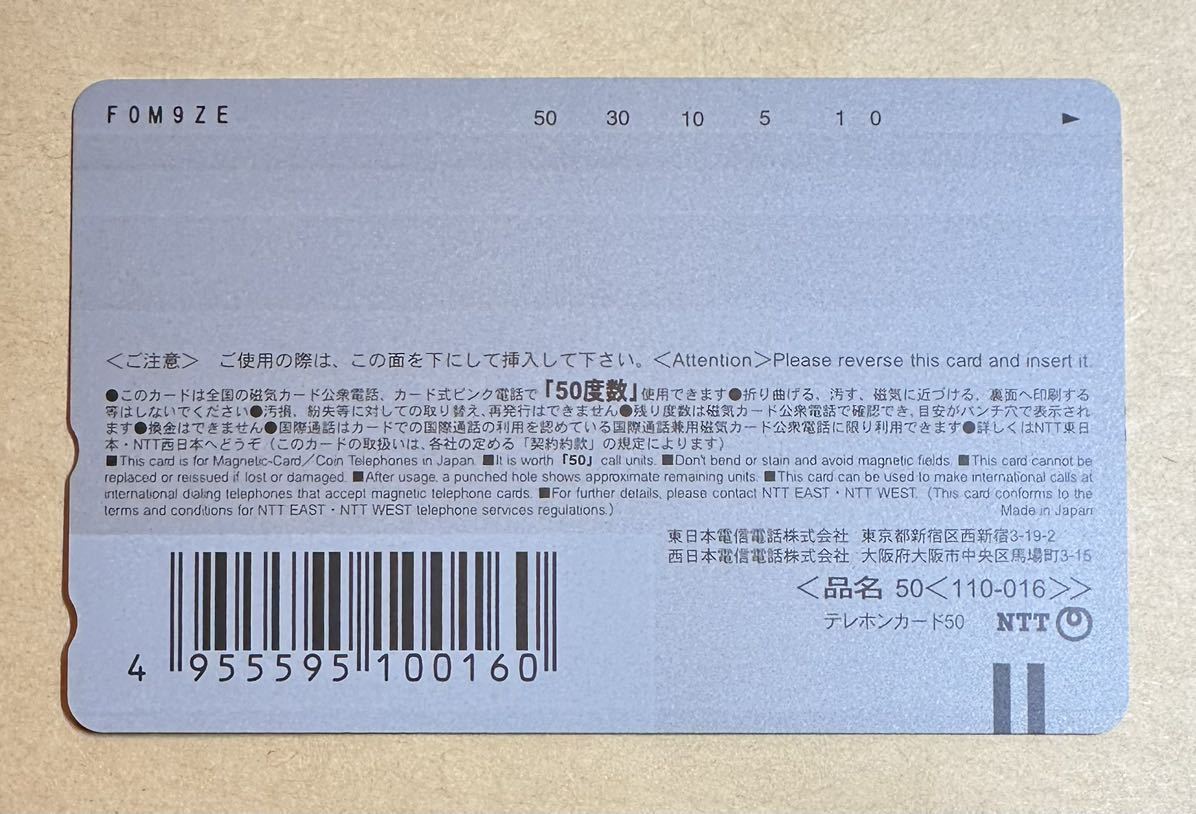 F0M9ZE 50 30 10 5 1 0 ►
＜ご注意＞ ご使用の際は、この面を下にして挿入して下さい。＜Attention＞Please reverse this card and insert it.
●このカードは全国の磁気カード公衆電話、カード式ピンク電話で「50度数」使用できます●折り曲げる、汚す、磁気に近づける、裏面へ印刷する
等はしないでください●汚損、紛失等に対しての取り替え、再発行はできません●残り度数は磁気カード公衆電話で確認でき、目安がパンチ穴で表示され
ます●換金はできません●国際通話はカードでの国際通話の利用を認めている国際通話兼用磁気カード公衆電話に限り利用できます●詳しくはNTT東日
本・NTT西日本へどうぞ（このカードの取扱いは、各社の定める「契約約款」の規定によります）
■This card is for Magnetic-Card／Coin Telephones in Japan. ■It is worth「50」call units. ■Don't bend or stain and avoid magnetic fields. ■This card cannot be
replaced or reissued if lost or damaged. ■After usage, a punched hole shows approximate remaining units. ■This card can be used to make international calls at
international dialing telephones that accept magnetic telephone cards. ■For further details, please contact NTT EAST・NTT WEST. (This card conforms to the
terms and conditions for NTT EAST・NTT WEST telephone services regulations.) Made in Japan
東日本電信電話株式会社 東京都新宿区西新宿3-19-2
西日本電信電話株式会社 大阪府大阪市中央区馬場町3-15
＜品名 50＜110-016＞＞
テレホンカード50 NTT
4 955595 100160